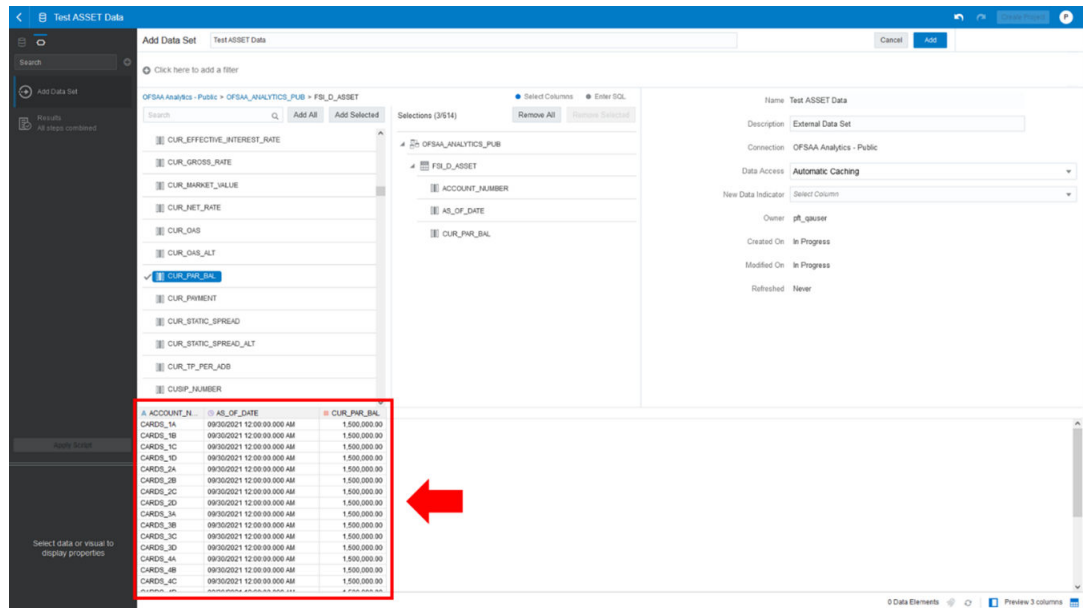 Test ASSET Data
Create Project
P
Search
Add Data Set
Results
All steps combined
Apply Script
Select data or visual to
display properties
Add Data Set
Test ASSET Data
Cancel
Add
Click here to add a filter
OFSAA Analytics - Public > OFSAA_ANALYTICS_PUB > FSI_D_ASSET
Select Columns
Enter SQL
Search
Add All
Add Selected
Selections (3/614)
Remove All
Remove Selected
CUR_EFFECTIVE_INTEREST_RATE
CUR_GROSS_RATE
CUR_MARKET_VALUE
CUR_NET_RATE
CUR_OAS
CUR_OAS_ALT
CUR_PAR_BAL
CUR_PAYMENT
CUR_STATIC_SPREAD
CUR_STATIC_SPREAD_ALT
CUR_TP_PER_ADB
CUSIP_NUMBER
OFSAA_ANALYTICS_PUB
FSI_D_ASSET
ACCOUNT_NUMBER
AS_OF_DATE
CUR_PAR_BAL
Name Test ASSET Data
Description External Data Set
Connection OFSAA Analytics - Public
Data Access Automatic Caching
New Data Indicator Select Column
Owner pft_qauser
Created On In Progress
Modified On In Progress
Refreshed Never
A ACCOUNT_N... AS_OF_DATE CUR_PAR_BAL
CARDS_1A 09/30/2021 12:00:00.000 AM 1,500,000.00
CARDS_1B 09/30/2021 12:00:00.000 AM 1,500,000.00
CARDS_1C 09/30/2021 12:00:00.000 AM 1,500,000.00
CARDS_1D 09/30/2021 12:00:00.000 AM 1,500,000.00
CARDS_2A 09/30/2021 12:00:00.000 AM 1,500,000.00
CARDS_2B 09/30/2021 12:00:00.000 AM 1,500,000.00
CARDS_2C 09/30/2021 12:00:00.000 AM 1,500,000.00
CARDS_2D 09/30/2021 12:00:00.000 AM 1,500,000.00
CARDS_3A 09/30/2021 12:00:00.000 AM 1,500,000.00
CARDS_3B 09/30/2021 12:00:00.000 AM 1,500,000.00
CARDS_3C 09/30/2021 12:00:00.000 AM 1,500,000.00
CARDS_3D 09/30/2021 12:00:00.000 AM 1,500,000.00
CARDS_4A 09/30/2021 12:00:00.000 AM 1,500,000.00
CARDS_4B 09/30/2021 12:00:00.000 AM 1,500,000.00
CARDS_4C 09/30/2021 12:00:00.000 AM 1,500,000.00
0 Data Elements
Preview 3 columns